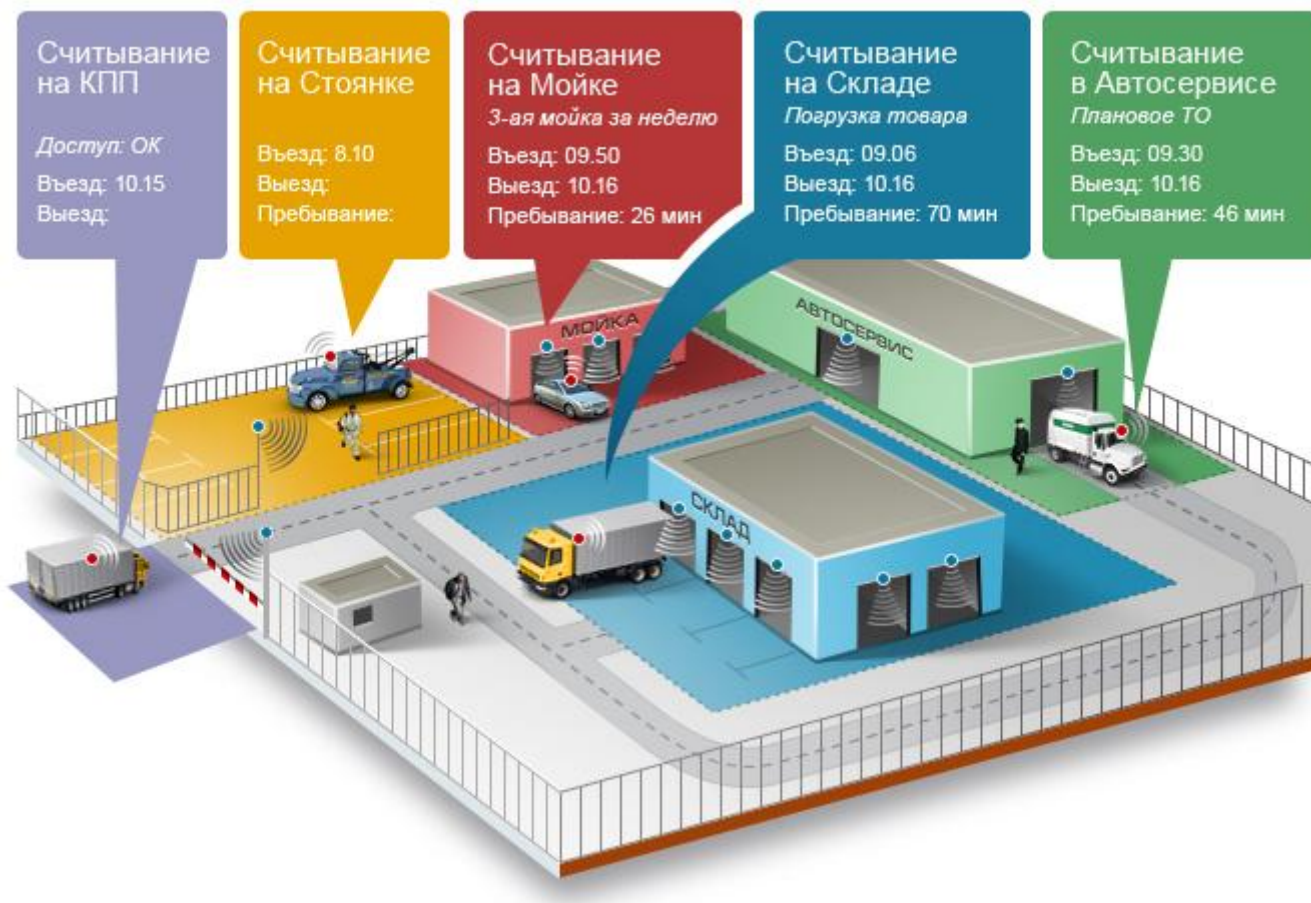 Считывание
на КПП
Доступ: ОК
Въезд: 10.15
Выезд:
Считывание
на Стоянке
Въезд: 8.10
Выезд:
Пребывание:
Считывание
на Мойке
3-ая мойка за неделю
Въезд: 09.50
Выезд: 10.16
Пребывание: 26 мин
Считывание
на Складе
Погрузка товара
Въезд: 09.06
Выезд: 10.16
Пребывание: 70 мин
Считывание
в Автосервисе
Плановое ТО
Въезд: 09.30
Выезд: 10.16
Пребывание: 46 мин
МОЙКА
АВТОСЕРВИС
СКЛАД